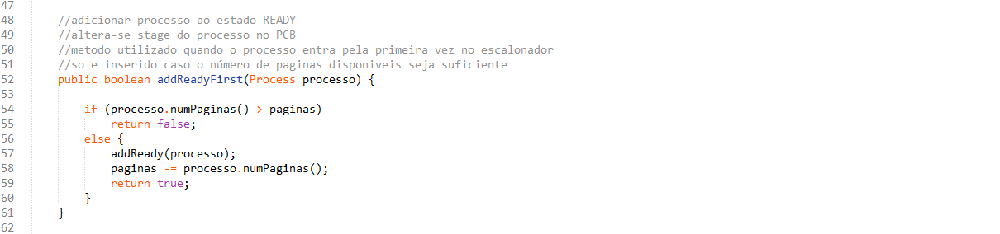 47
48 //adicionar processo ao estado READY
49 //altera-se stage do processo no PCB
50 //metodo utilizado quando o processo entra pela primeira vez no escalonador
51 //so e inserido caso o número de paginas disponiveis seja suficiente
52 public boolean addReadyFirst(Process processo) {
53
54 if (processo.numPaginas() > paginas)
55 return false;
56 else {
57 addReady(processo);
58 paginas -= processo.numPaginas();
59 return true;
60 }
61 }
62